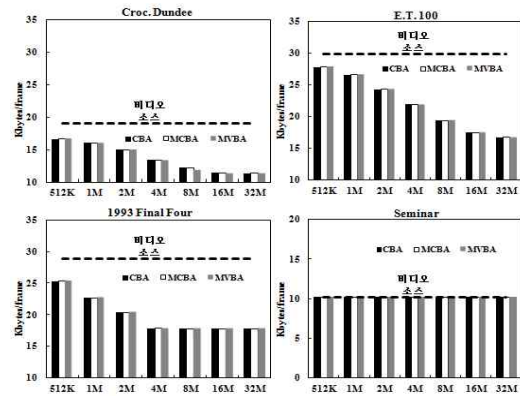 Croc. Dundee
35
30
25
20
15
10
Kbytes/frame
비디오
소스
CBA MCBA MVBA
512K 1M 2M 4M 8M 16M 32M
E.T. 100
35
30
25
20
15
10
Kbytes/frame
비디오
소스
CBA MCBA MVBA
512K 1M 2M 4M 8M 16M 32M
1993 Final Four
35
30
25
20
15
10
Kbytes/frame
비디오
소스
CBA MCBA MVBA
512K 1M 2M 4M 8M 16M 32M
Seminar
20
15
10
5
0
Kbytes/frame
비디오
소스
CBA MCBA MVBA
512K 1M 2M 4M 8M 16M 32M